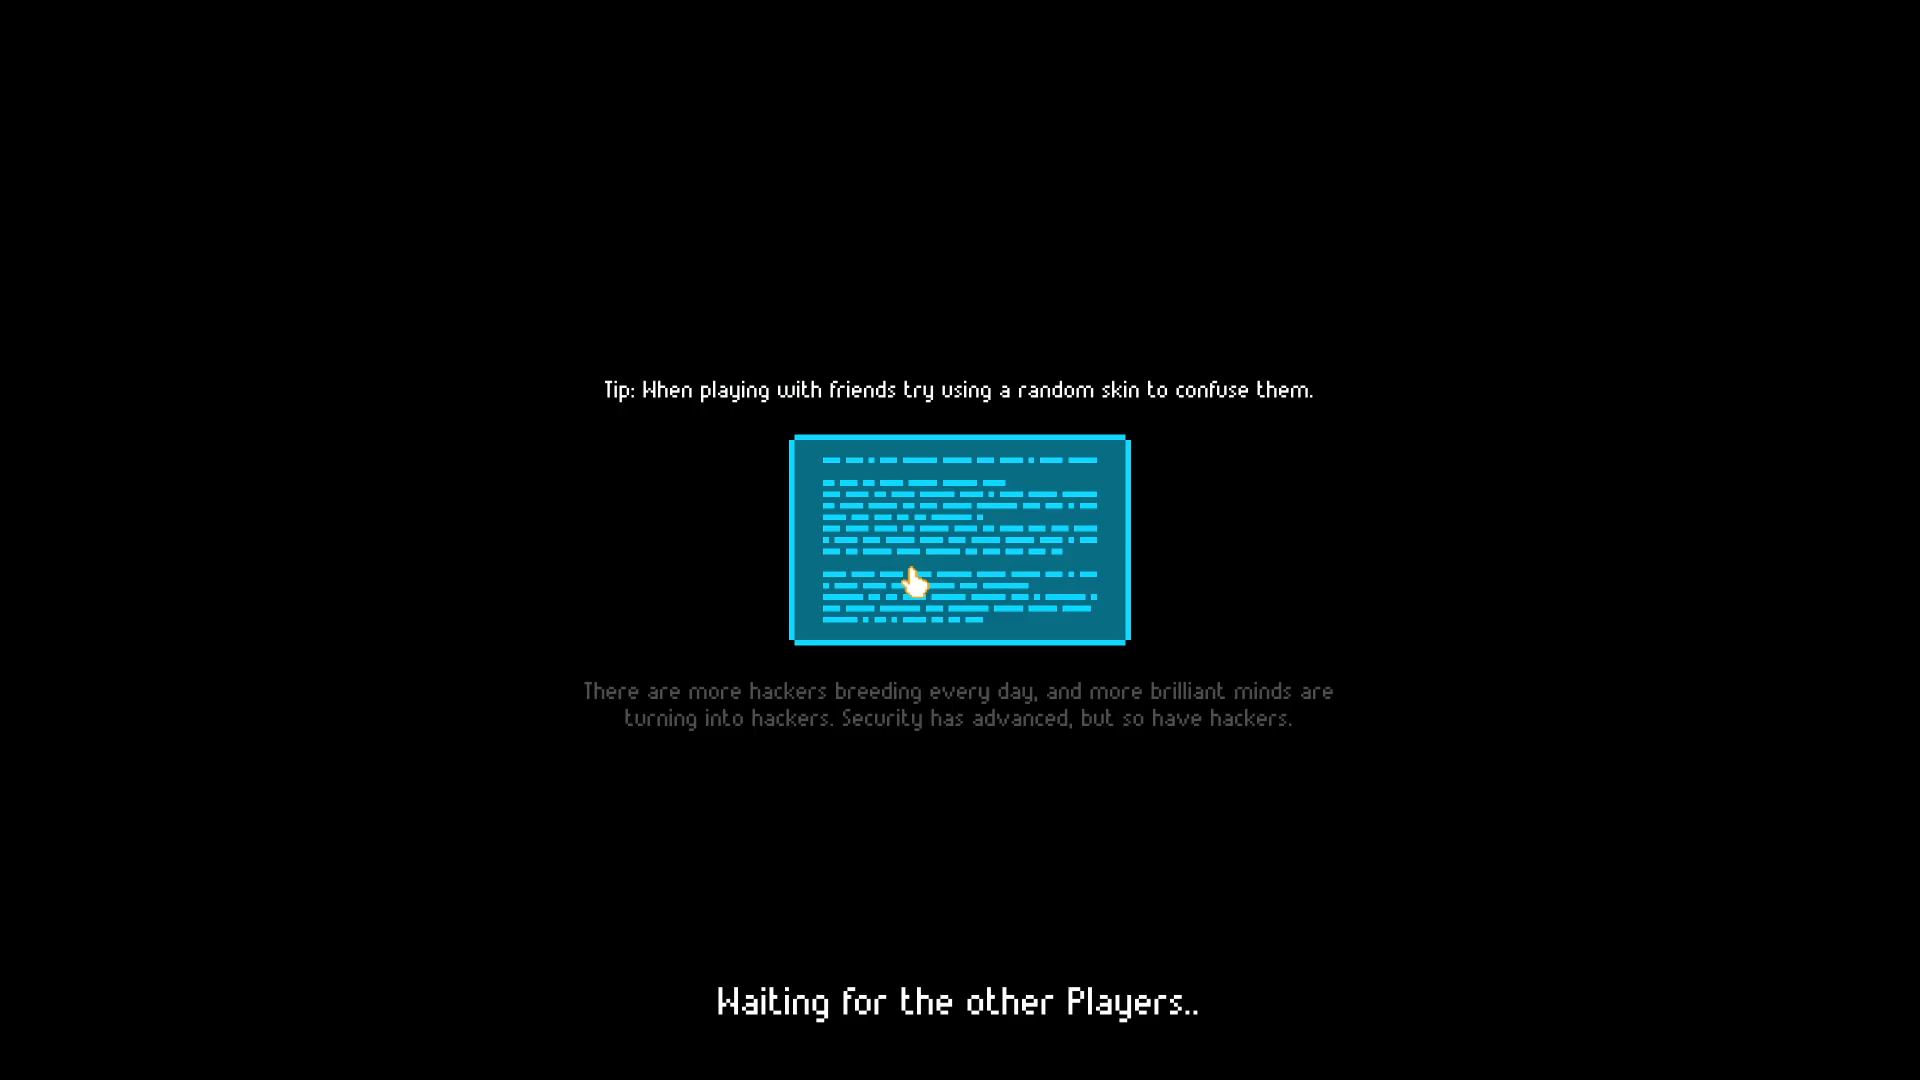 Tip: When playing with friends try using a random skin to confuse them.
There are more hackers breeding every day, and more brilliant minds are
turning into hackers. Security has advanced, but so have hackers.
Waiting for the other Players..